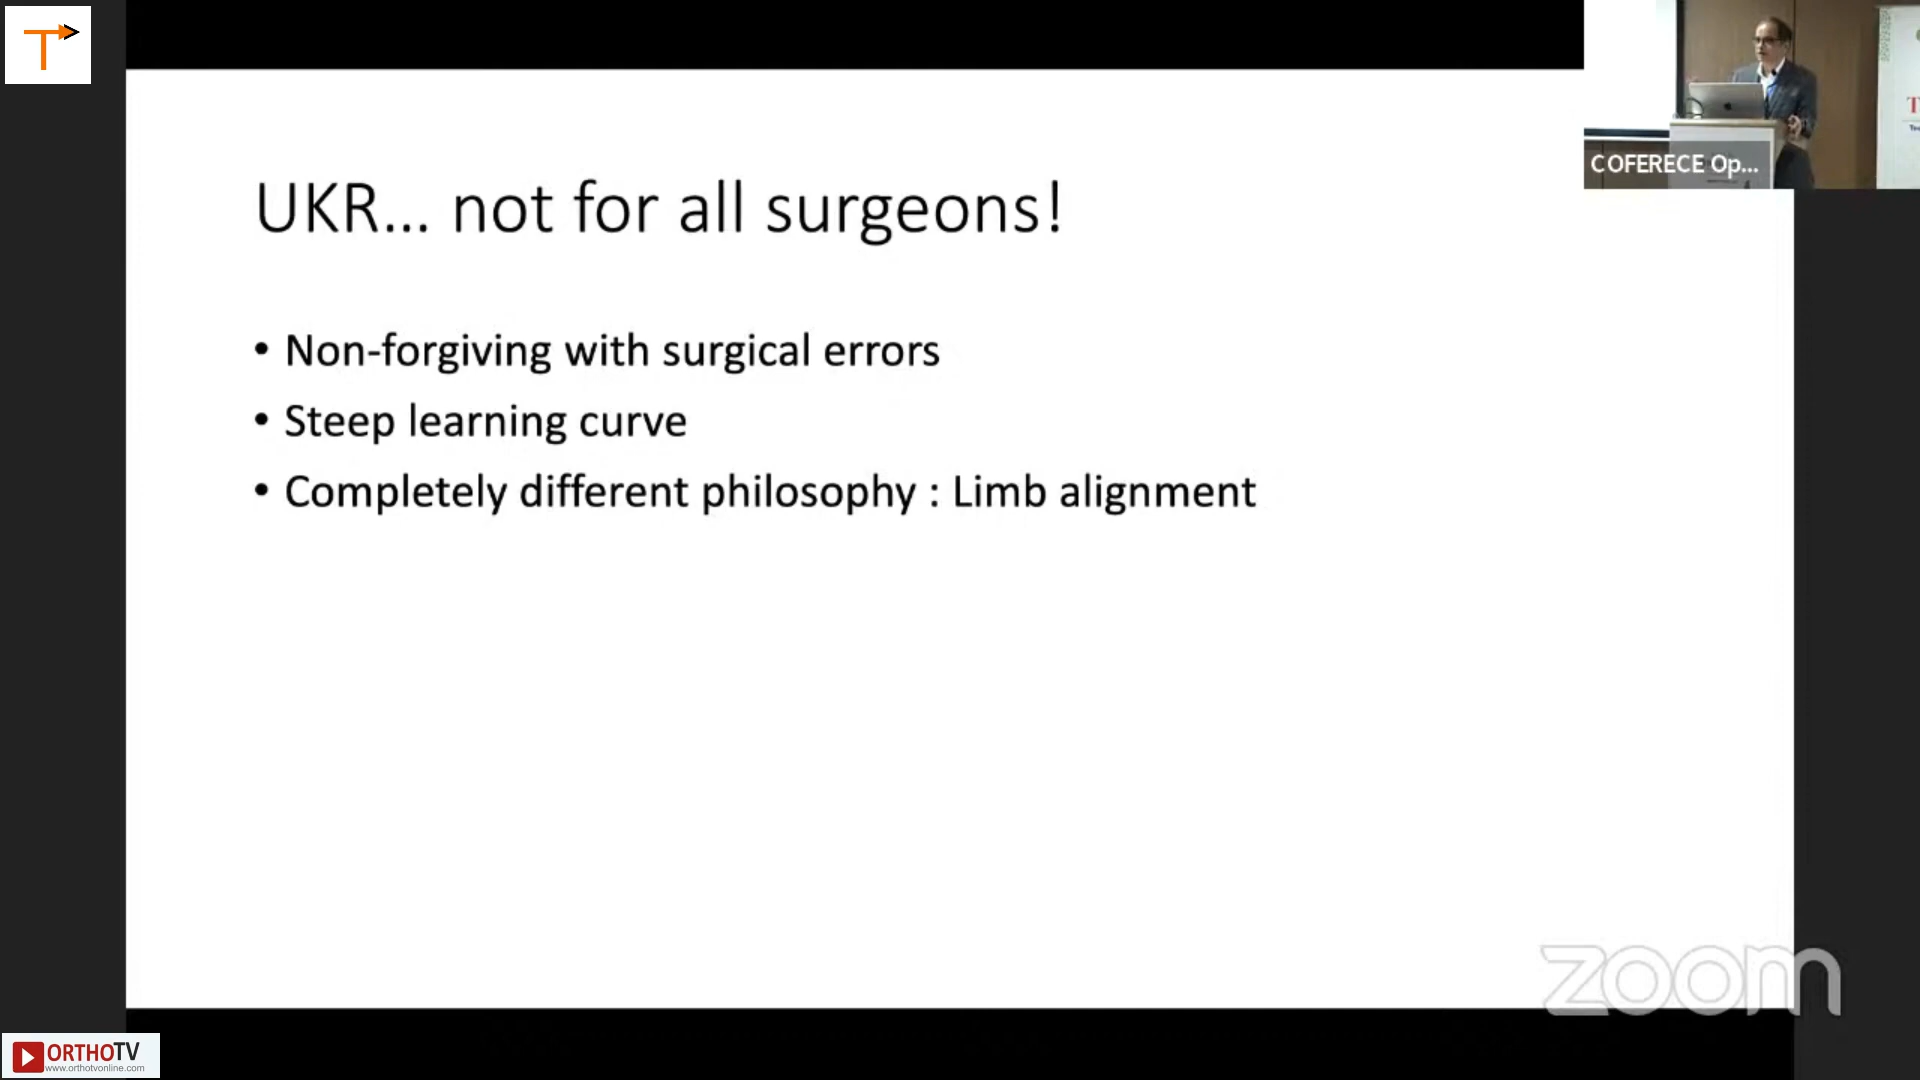 UKR... not for all surgeons!
• Non-forgiving with surgical errors
• Steep learning curve
• Completely different philosophy : Limb alignment
COFERECE Op...
zoom
ORTHOTV
www.orthotvonline.com